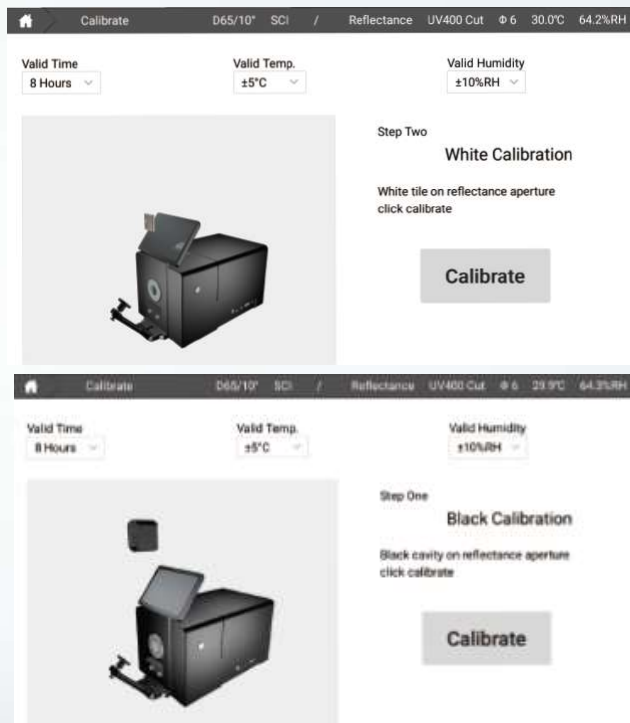 Calibrate D65/10° SCI / Reflectance UV400 Cut Φ 6 30.0°C 64.2%RH
Valid Time Valid Temp. Valid Humidity
8 Hours ±5°C ±10%RH
Step Two
White Calibration
White tile on reflectance aperture
click calibrate
Calibrate
Calibrate D65/10° SCI / Reflectance UV400 Cut Φ 6 29.9°C 64.3%RH
Valid Time Valid Temp. Valid Humidity
8 Hours ±5°C ±10%RH
Step One
Black Calibration
Black cavity on reflectance aperture
click calibrate
Calibrate